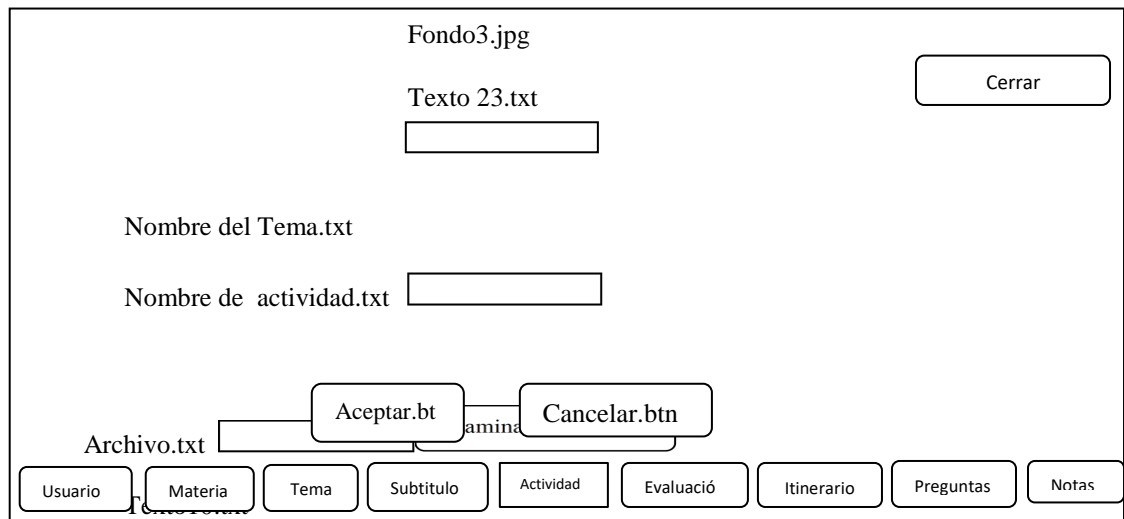 Fondo3.jpg
Cerrar
Texto 23.txt
Nombre del Tema.txt
Nombre de actividad.txt
Aceptar.bt
Cancelar.btn
Archivo.txt
Usuario
Materia
Tema
Subtitulo
Actividad
Evaluació
Itinerario
Preguntas
Notas